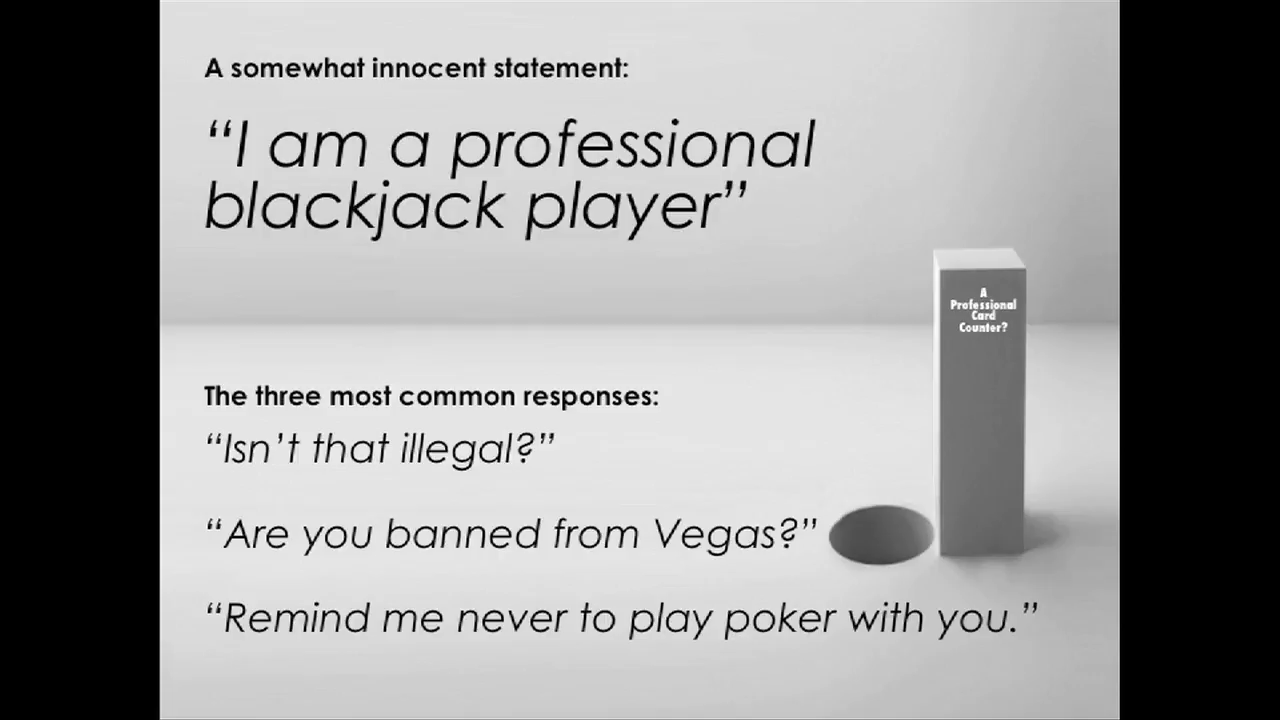 A somewhat innocent statement:
“I am a professional
blackjack player”
A
Professional
Card
Counter?
The three most common responses:
“Isn’t that illegal?”
“Are you banned from Vegas?”
“Remind me never to play poker with you.”